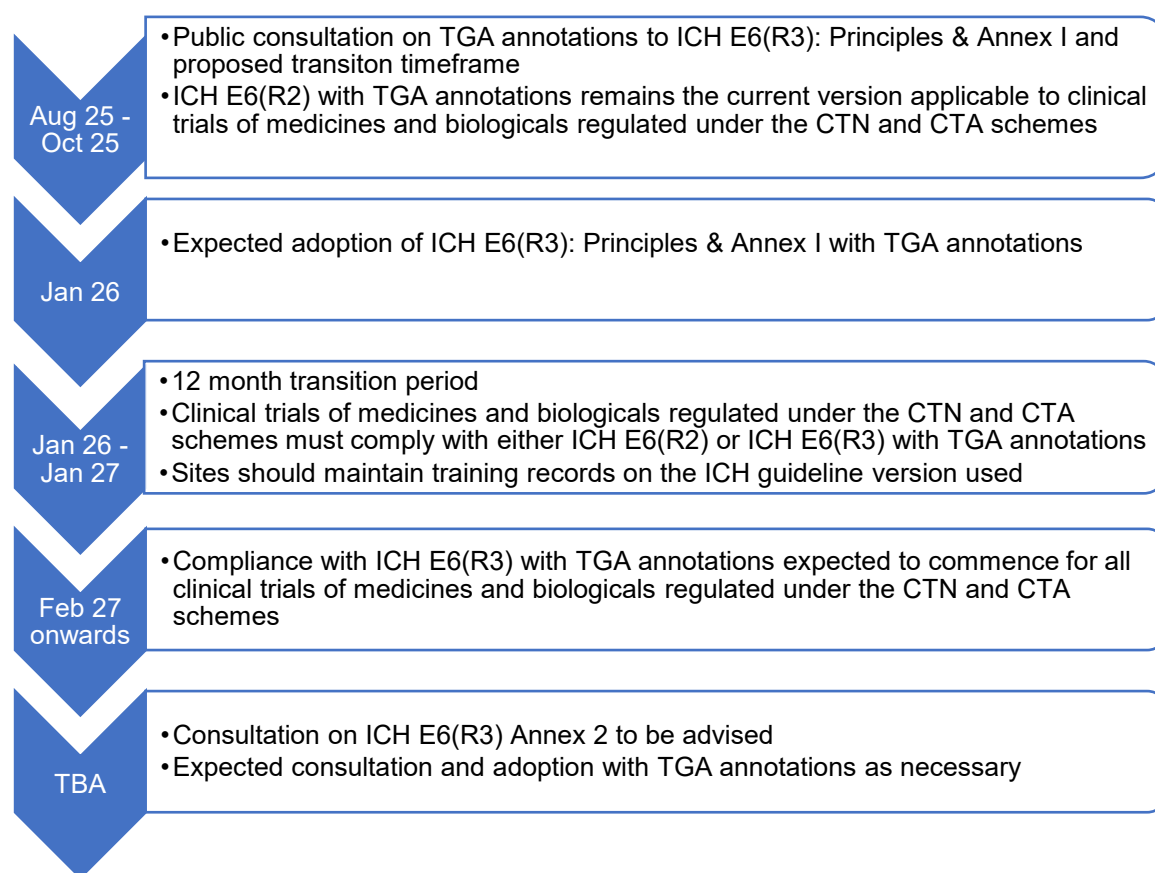 Aug 25 -
Oct 25
•Public consultation on TGA annotations to ICH E6(R3): Principles & Annex I and
proposed transiton timeframe
•ICH E6(R2) with TGA annotations remains the current version applicable to clinical
trials of medicines and biologicals regulated under the CTN and CTA schemes
Jan 26
•Expected adoption of ICH E6(R3): Principles & Annex I with TGA annotations
Jan 26 -
Jan 27
•12 month transition period
•Clinical trials of medicines and biologicals regulated under the CTN and CTA
schemes must comply with either ICH E6(R2) or ICH E6(R3) with TGA annotations
•Sites should maintain training records on the ICH guideline version used
Feb 27
onwards
•Compliance with ICH E6(R3) with TGA annotations expected to commence for all
clinical trials of medicines and biologicals regulated under the CTN and CTA
schemes
TBA
•Consultation on ICH E6(R3) Annex 2 to be advised
•Expected consultation and adoption with TGA annotations as necessary